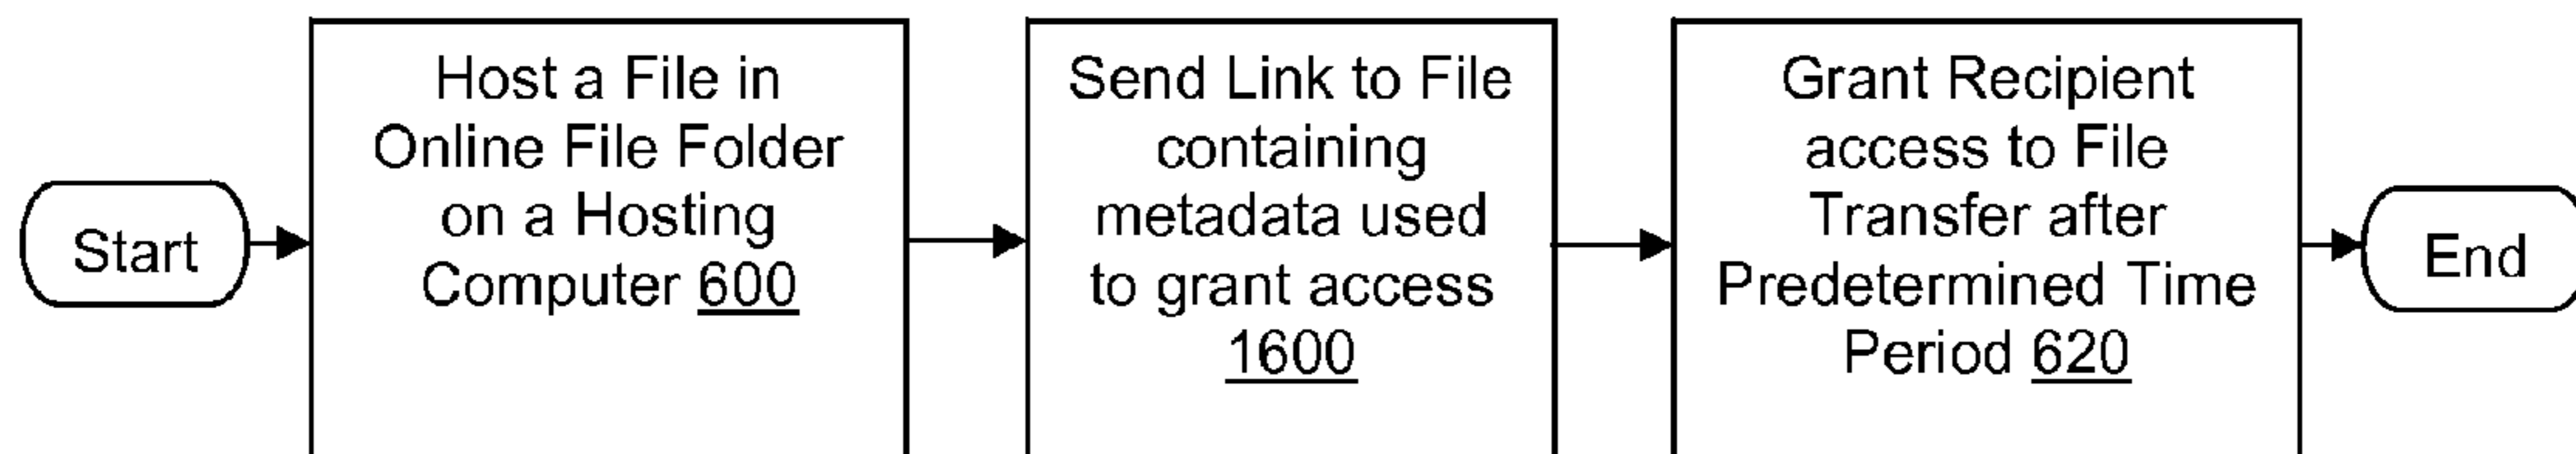 Start
Host a File in
Online File Folder
on a Hosting
Computer 600
Send Link to File
containing
metadata used
to grant access
1600
Grant Recipient
access to File
Transfer after
Predetermined Time
Period 620
End